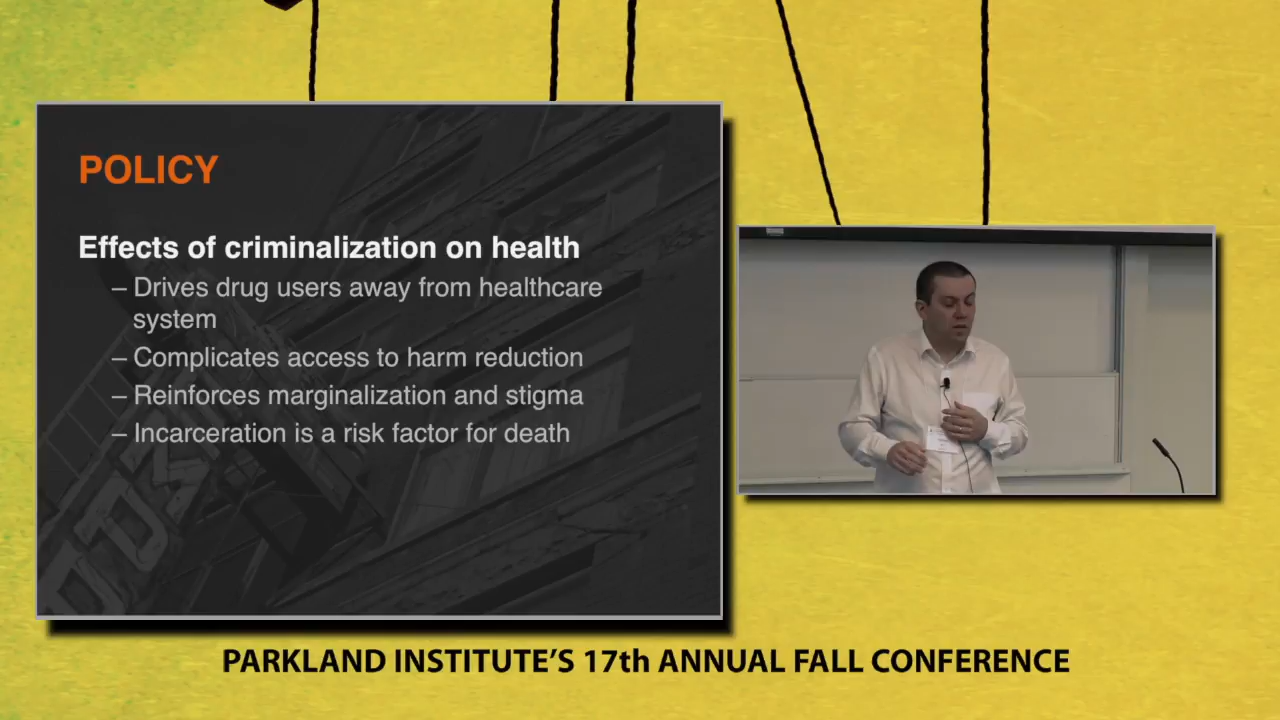 POLICY
Effects of criminalization on health
– Drives drug users away from healthcare
system
– Complicates access to harm reduction
– Reinforces marginalization and stigma
– Incarceration is a risk factor for death
PARKLAND INSTITUTE'S 17th ANNUAL FALL CONFERENCE